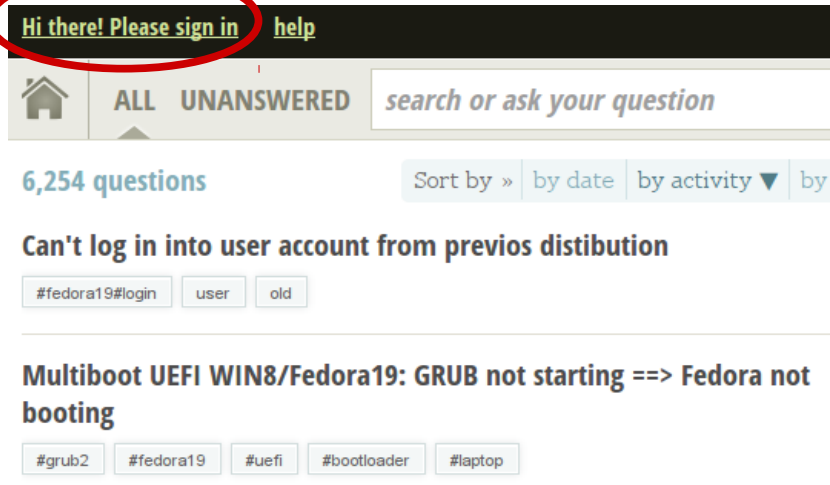 Hi there! Please sign in help
ALL UNANSWERED search or ask your question
6,254 questions Sort by » by date by activity ▼ by
Can't log in into user account from previos distibution
#fedora19#login user old
Multiboot UEFI WIN8/Fedora19: GRUB not starting ==> Fedora not
booting
#grub2 #fedora19 #uefi #bootloader #laptop